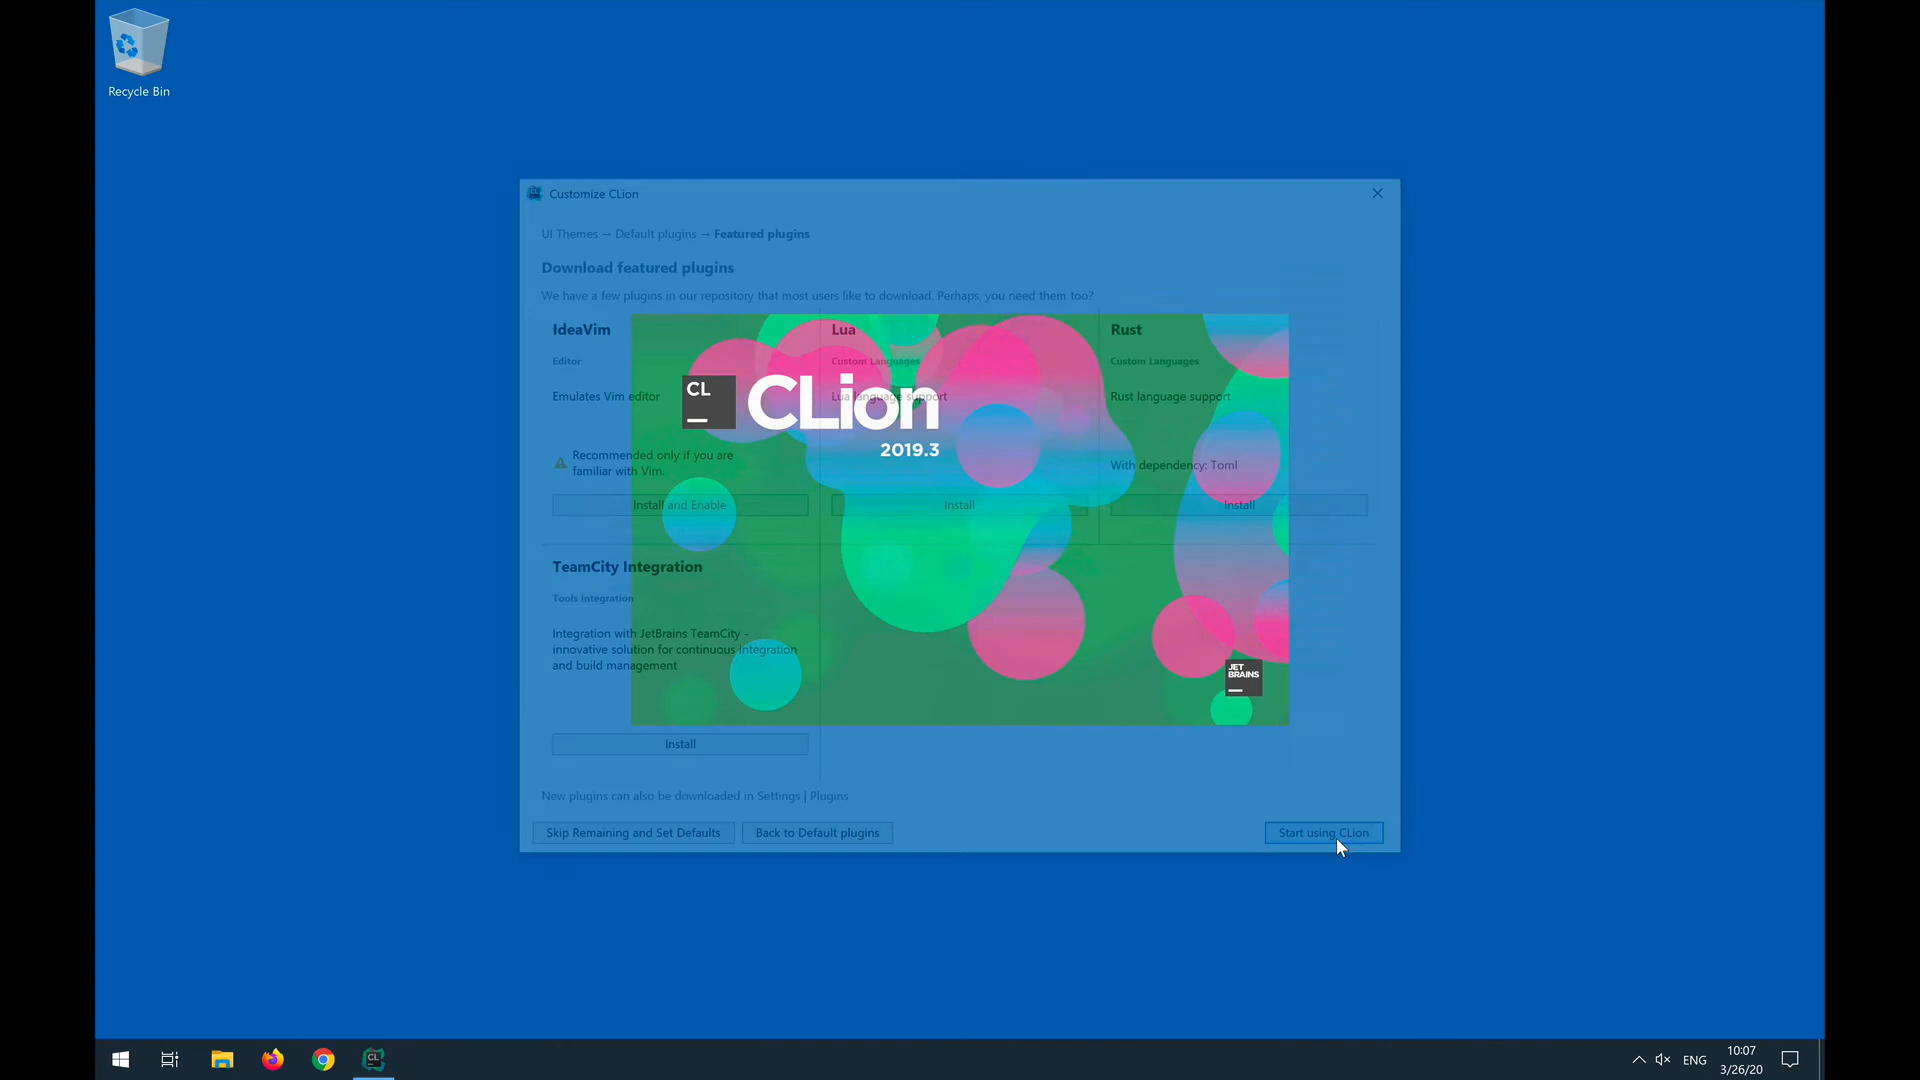 Recycle Bin
Customize CLion
UI Themes → Default plugins → Featured plugins
Download featured plugins
We have a few plugins in our repository that most users like to download. Perhaps, you need them too?
IdeaVim
Editor
Emulates Vim editor
Recommended only if you are
familiar with Vim.
Install and Enable
Lua
Custom Languages
Lua language support
Install
Rust
Custom Languages
Rust language support
With dependency: Toml
Install
CL
CLion
2019.3
TeamCity Integration
Tools Integration
Integration with JetBrains TeamCity -
innovative solution for continuous integration
and build management
Install
JET
BRAINS
New plugins can also be downloaded in Settings | Plugins
Skip Remaining and Set Defaults
Back to Default plugins
Start using CLion
CL
ENG
10:07
3/26/20